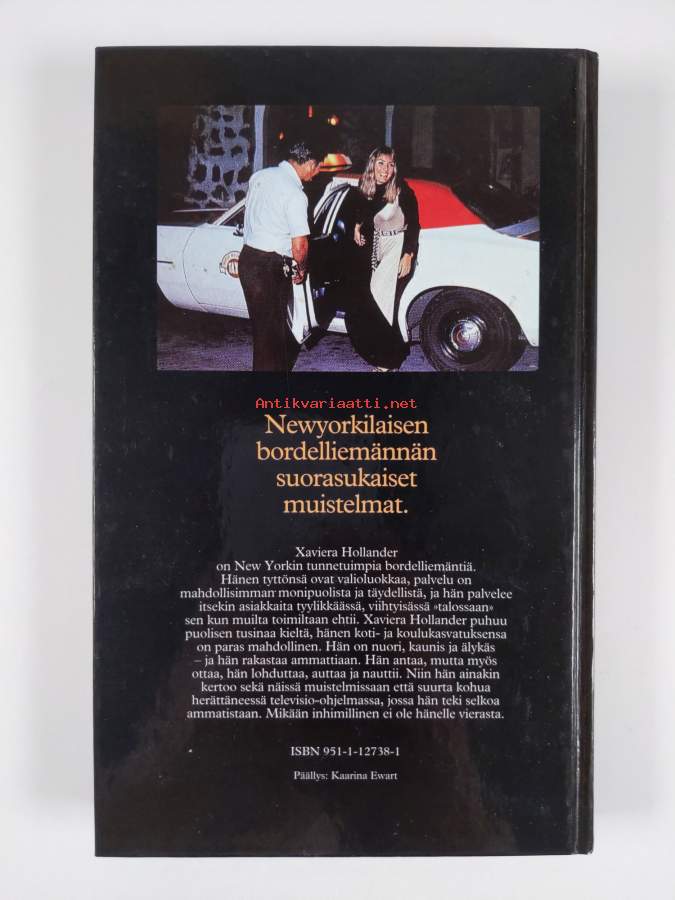 Antikvariaatti.net
Newyorkilaisen
bordelliemännän
suorasukaiset
muistelmat.
Xaviera Hollander
on New Yorkin tunnetuimpia bordelliemäntiä.
Hänen tyttönsä ovat valioluokkaa, palvelu on
mahdollisimman monipuolista ja täydellistä, ja hän palvelee
itsekin asiakkaita tyylikkäässä, viihtyisässä »talossaan»
sen kun muilta toimiltaan ehtii. Xaviera Hollander puhuu
puolisen tusinaa kieltä, hänen koti- ja koulukasvatuksensa
on paras mahdollinen. Hän on nuori, kaunis ja älykäs
– ja hän rakastaa ammattiaan. Hän antaa, mutta myös
ottaa, hän lohduttaa, auttaa ja nauttii. Niin hän ainakin
kertoo sekä näissä muistelmissaan että suurta kohua
herättäneessä televisio-ohjelmassa, jossa hän teki selkoa
ammatistaan. Mikään inhimillinen ei ole hänelle vierasta.
ISBN 951-1-12738-1
Päällys: Kaarina Ewart